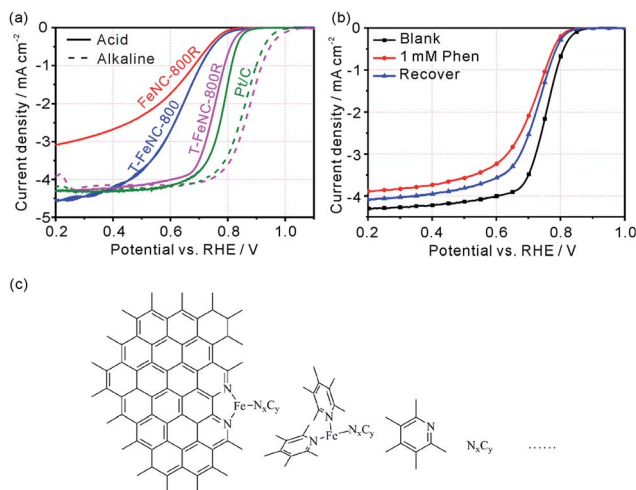 (a)
Current density / mA cm⁻²
0
-1
-2
-3
-4
-5
Acid
Alkaline
FeNC-800R
T-FeNC-800
T-FeNC-800R
Pt/C
0.2 0.4 0.6 0.8 1.0
Potential vs. RHE / V
(b)
Current density / mA cm⁻²
0
-1
-2
-3
-4
Blank
1 mM Phen
Recover
0.2 0.4 0.6 0.8 1.0
Potential vs. RHE / V
(c)
N
Fe—NxCy
N
N
N Fe NxCy
N
NxCy
......